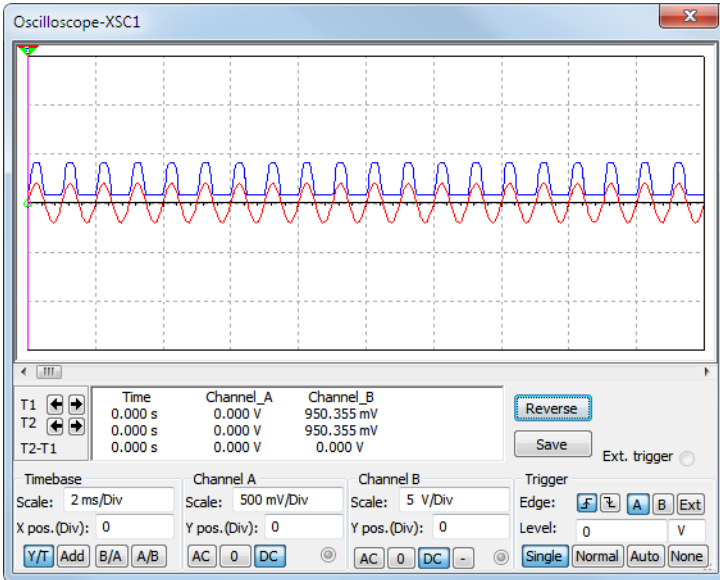 Oscilloscope-XSC1
Time Channel_A Channel_B
T1 0.000 s 0.000 V 950.355 mV
T2 0.000 s 0.000 V 950.355 mV
T2-T1 0.000 s 0.000 V 0.000 V
Reverse
Save
Ext. trigger
Timebase
Scale: 2 ms/Div
X pos.(Div): 0
Y/T Add B/A A/B
Channel A
Scale: 500 mV/Div
Y pos.(Div): 0
AC 0 DC
Channel B
Scale: 5 V/Div
Y pos.(Div): 0
AC 0 DC -
Trigger
Edge: A B Ext
Level: 0 V
Single Normal Auto None